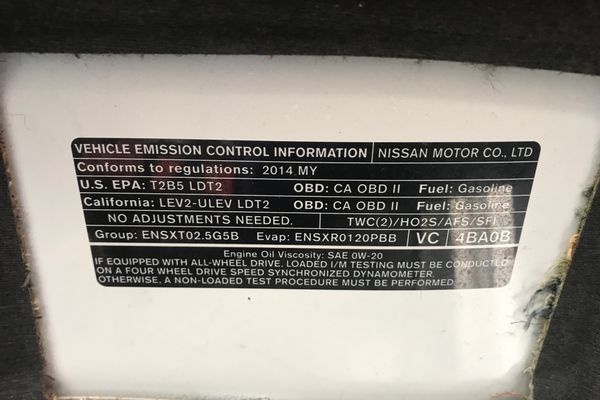 VEHICLE EMISSION CONTROL INFORMATION NISSAN MOTOR CO., LTD
Conforms to regulations: 2014 MY
U.S. EPA: T2B5 LDT2 OBD: CA OBD II Fuel: Gasoline
California: LEV2-ULEV LDT2 OBD: CA OBD II Fuel: Gasoline
NO ADJUSTMENTS NEEDED. TWC(2)/HO2S/AFS/SFI
Group: ENSXT02.5G5B Evap: ENSXR0120PBB VC 4BA0B
Engine Oil Viscosity: SAE 0W-20
IF EQUIPPED WITH ALL-WHEEL DRIVE. LOADED I/M TESTING MUST BE CONDUCTED
ON A FOUR WHEEL DRIVE SPEED SYNCHRONIZED DYNAMOMETER.
OTHERWISE. A NON-LOADED TEST PROCEDURE MUST BE PERFORMED.